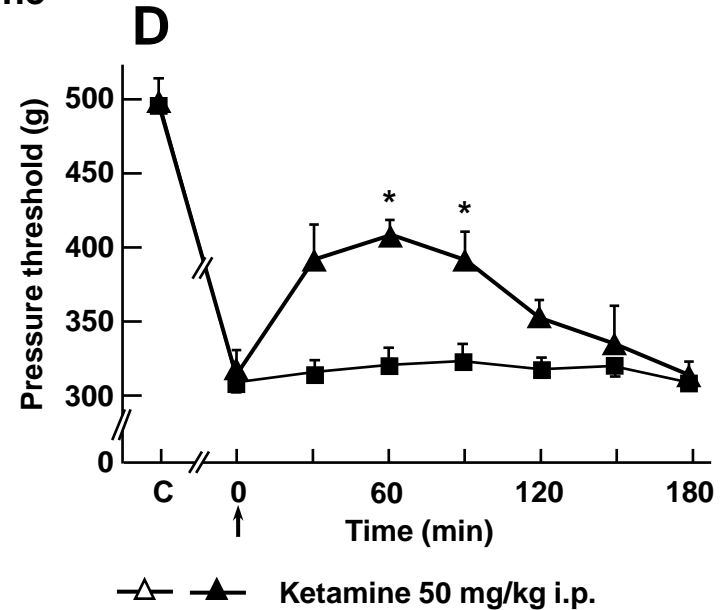 D
Pressure threshold (g)
500
450
400
350
300
0
* *
C 0 60 120 180
Time (min)
Ketamine 50 mg/kg i.p.